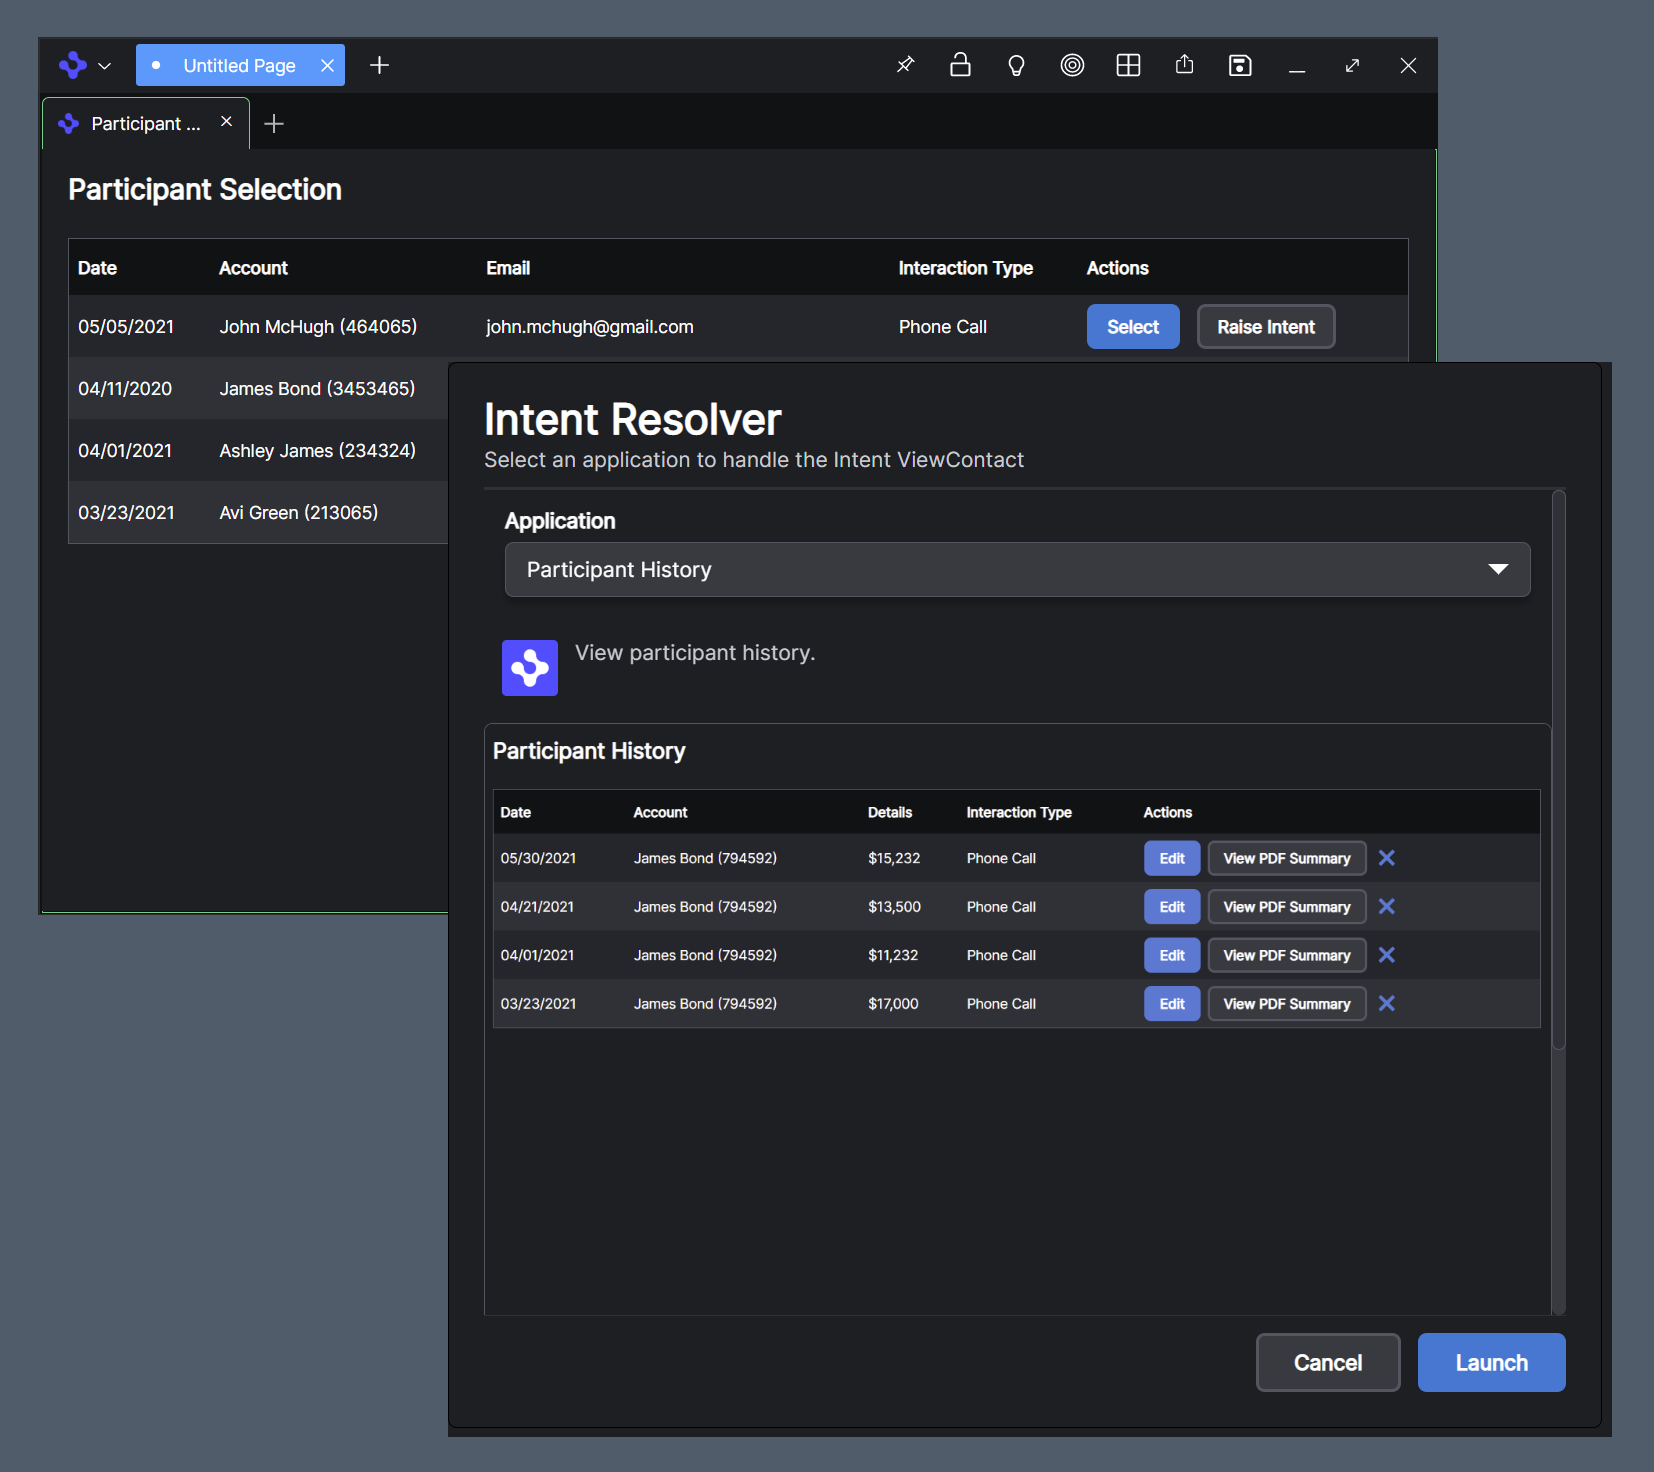 Untitled Page
Participant ...
Participant Selection
Date Account Email Interaction Type Actions
05/05/2021 John McHugh (464065) john.mchugh@gmail.com Phone Call Select Raise Intent
04/11/2020 James Bond (3453465)
04/01/2021 Ashley James (234324)
03/23/2021 Avi Green (213065)
Intent Resolver
Select an application to handle the Intent ViewContact
Application
Participant History
View participant history.
Participant History
Date Account Details Interaction Type Actions
05/30/2021 James Bond (794592) $15,232 Phone Call Edit View PDF Summary
04/21/2021 James Bond (794592) $13,500 Phone Call Edit View PDF Summary
04/01/2021 James Bond (794592) $11,232 Phone Call Edit View PDF Summary
03/23/2021 James Bond (794592) $17,000 Phone Call Edit View PDF Summary
Cancel Launch